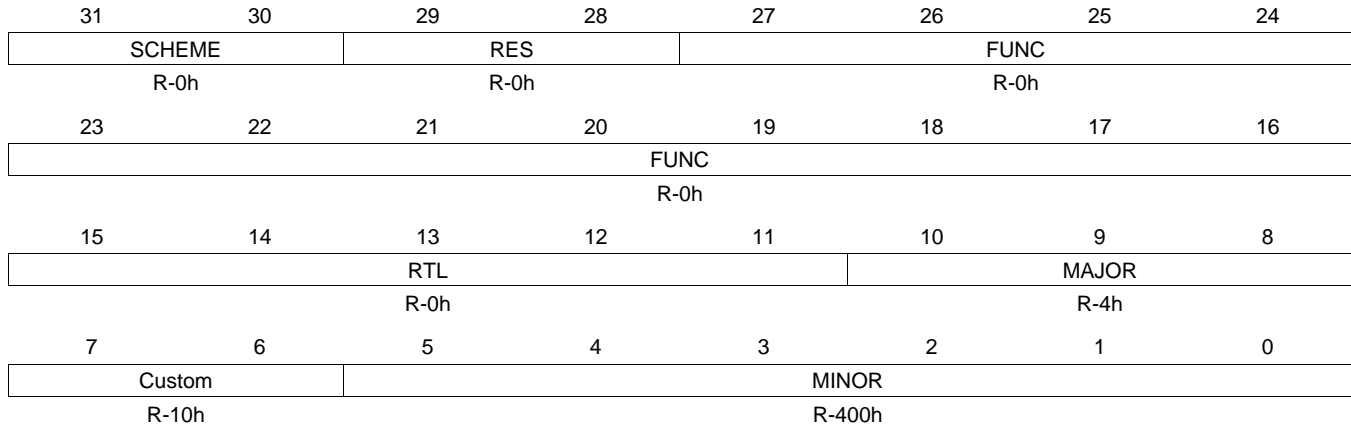 31 30 29 28 27 26 25 24
SCHEME RES FUNC
R-0h R-0h R-0h
23 22 21 20 19 18 17 16
FUNC
R-0h
15 14 13 12 11 10 9 8
RTL MAJOR
R-0h R-4h
7 6 5 4 3 2 1 0
Custom MINOR
R-10h R-400h